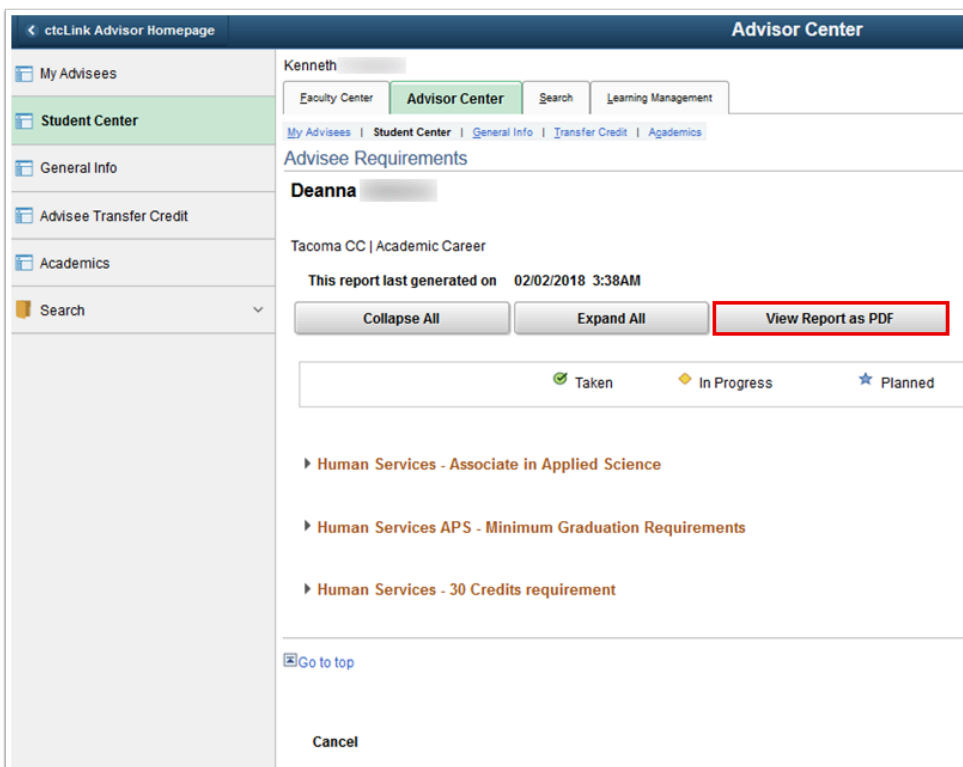 ctcLink Advisor Homepage
Advisor Center
My Advisees
Student Center
General Info
Advisee Transfer Credit
Academics
Search
Kenneth
Faculty Center
Advisor Center
Search
Learning Management
My Advisees | Student Center | General Info | Transfer Credit | Academics
Advisee Requirements
Deanna
Tacoma CC | Academic Career
This report last generated on 02/02/2018 3:38AM
Collapse All
Expand All
View Report as PDF
Taken
In Progress
Planned
Human Services - Associate in Applied Science
Human Services APS - Minimum Graduation Requirements
Human Services - 30 Credits requirement
Go to top
Cancel